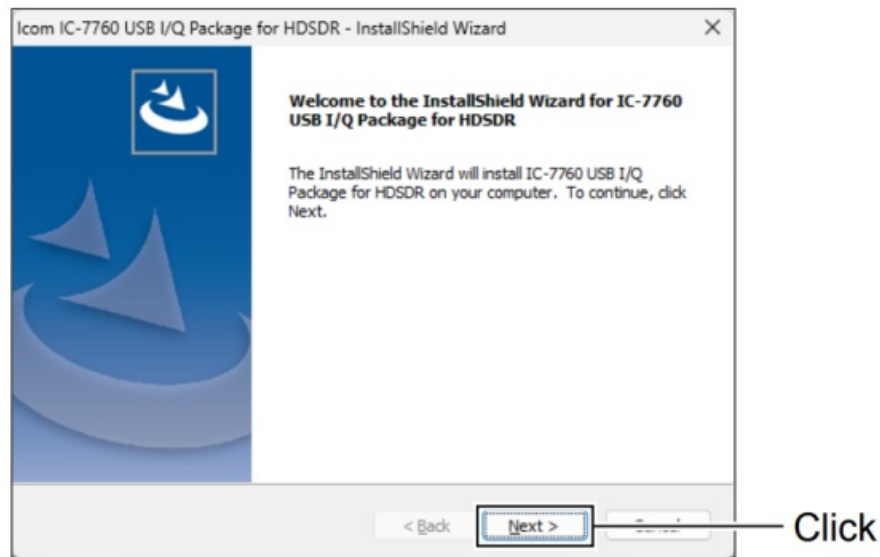 Icom IC-7760 USB I/Q Package for HDSDR - InstallShield Wizard
Welcome to the InstallShield Wizard for IC-7760
USB I/Q Package for HDSDR
The InstallShield Wizard will install IC-7760 USB I/Q
Package for HDSDR on your computer. To continue, click
Next.
< Back Next > Click